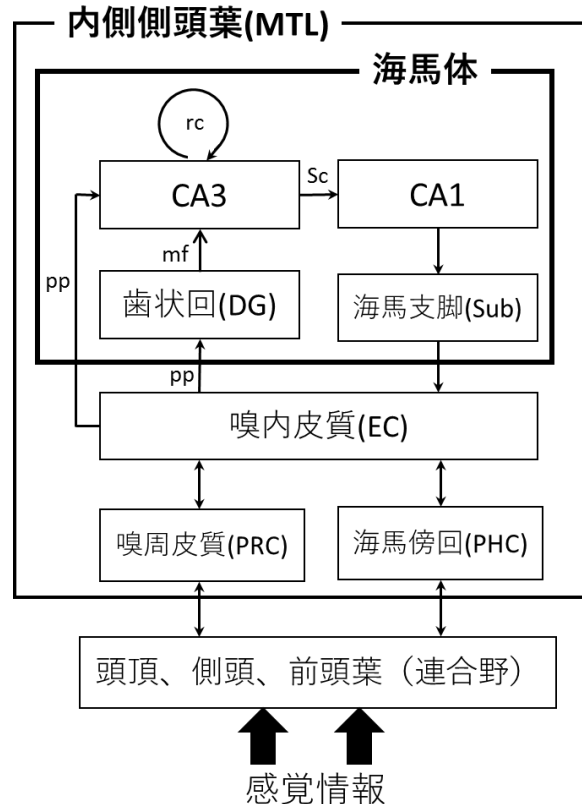 内側側頭葉(MTL)
海馬体
rc
CA3
Sc
CA1
mf
pp
歯状回(DG)
海馬支脚(Sub)
pp
嗅内皮質(EC)
嗅周皮質(PRC)
海馬傍回(PHC)
頭頂、側頭、前頭葉（連合野）
感覚情報